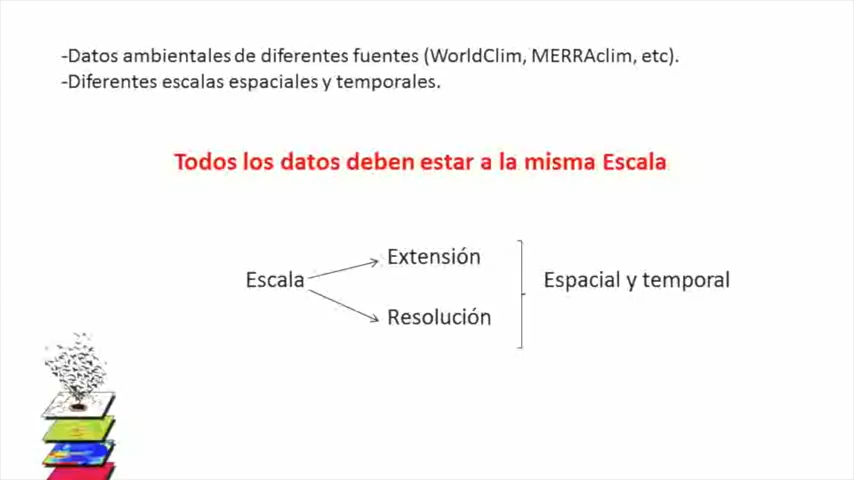 -Datos ambientales de diferentes fuentes (WorldClim, MERRAclim, etc).
-Diferentes escalas espaciales y temporales.
Todos los datos deben estar a la misma Escala
Escala
Extensión
Resolución
Espacial y temporal